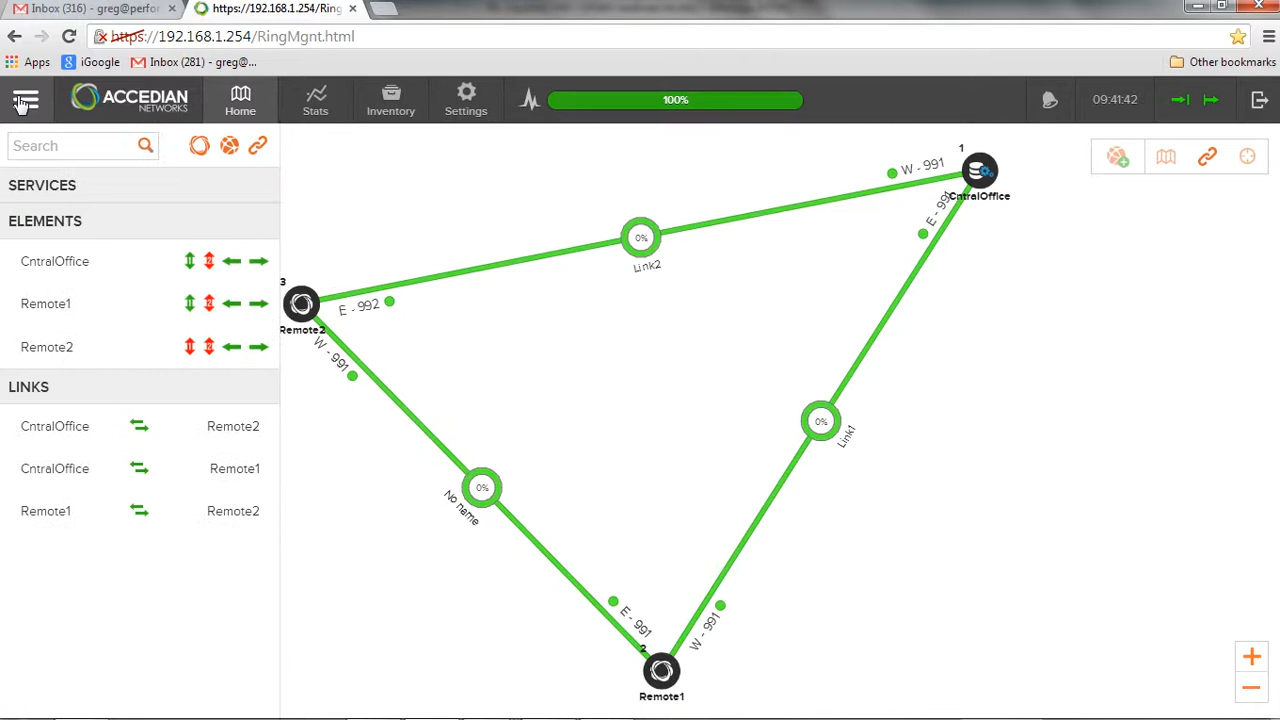 Inbox (316) - greg@perfor
https://192.168.1.254/Ring
https://192.168.1.254/RingMgnt.html
Apps
iGoogle
Inbox (281) - greg@...
Other bookmarks
ACCEDIAN
NETWORKS
Home
Stats
Inventory
Settings
100%
09:41:42
Search
SERVICES
ELEMENTS
CntralOffice
Remote1
Remote2
LINKS
CntralOffice Remote2
CntralOffice Remote1
Remote1 Remote2
1
CntralOffice
W - 991
E - 991
0%
Link2
3
Remote2
E - 992
W - 991
0%
Link1
0%
No name
E - 991
W - 991
2
Remote1